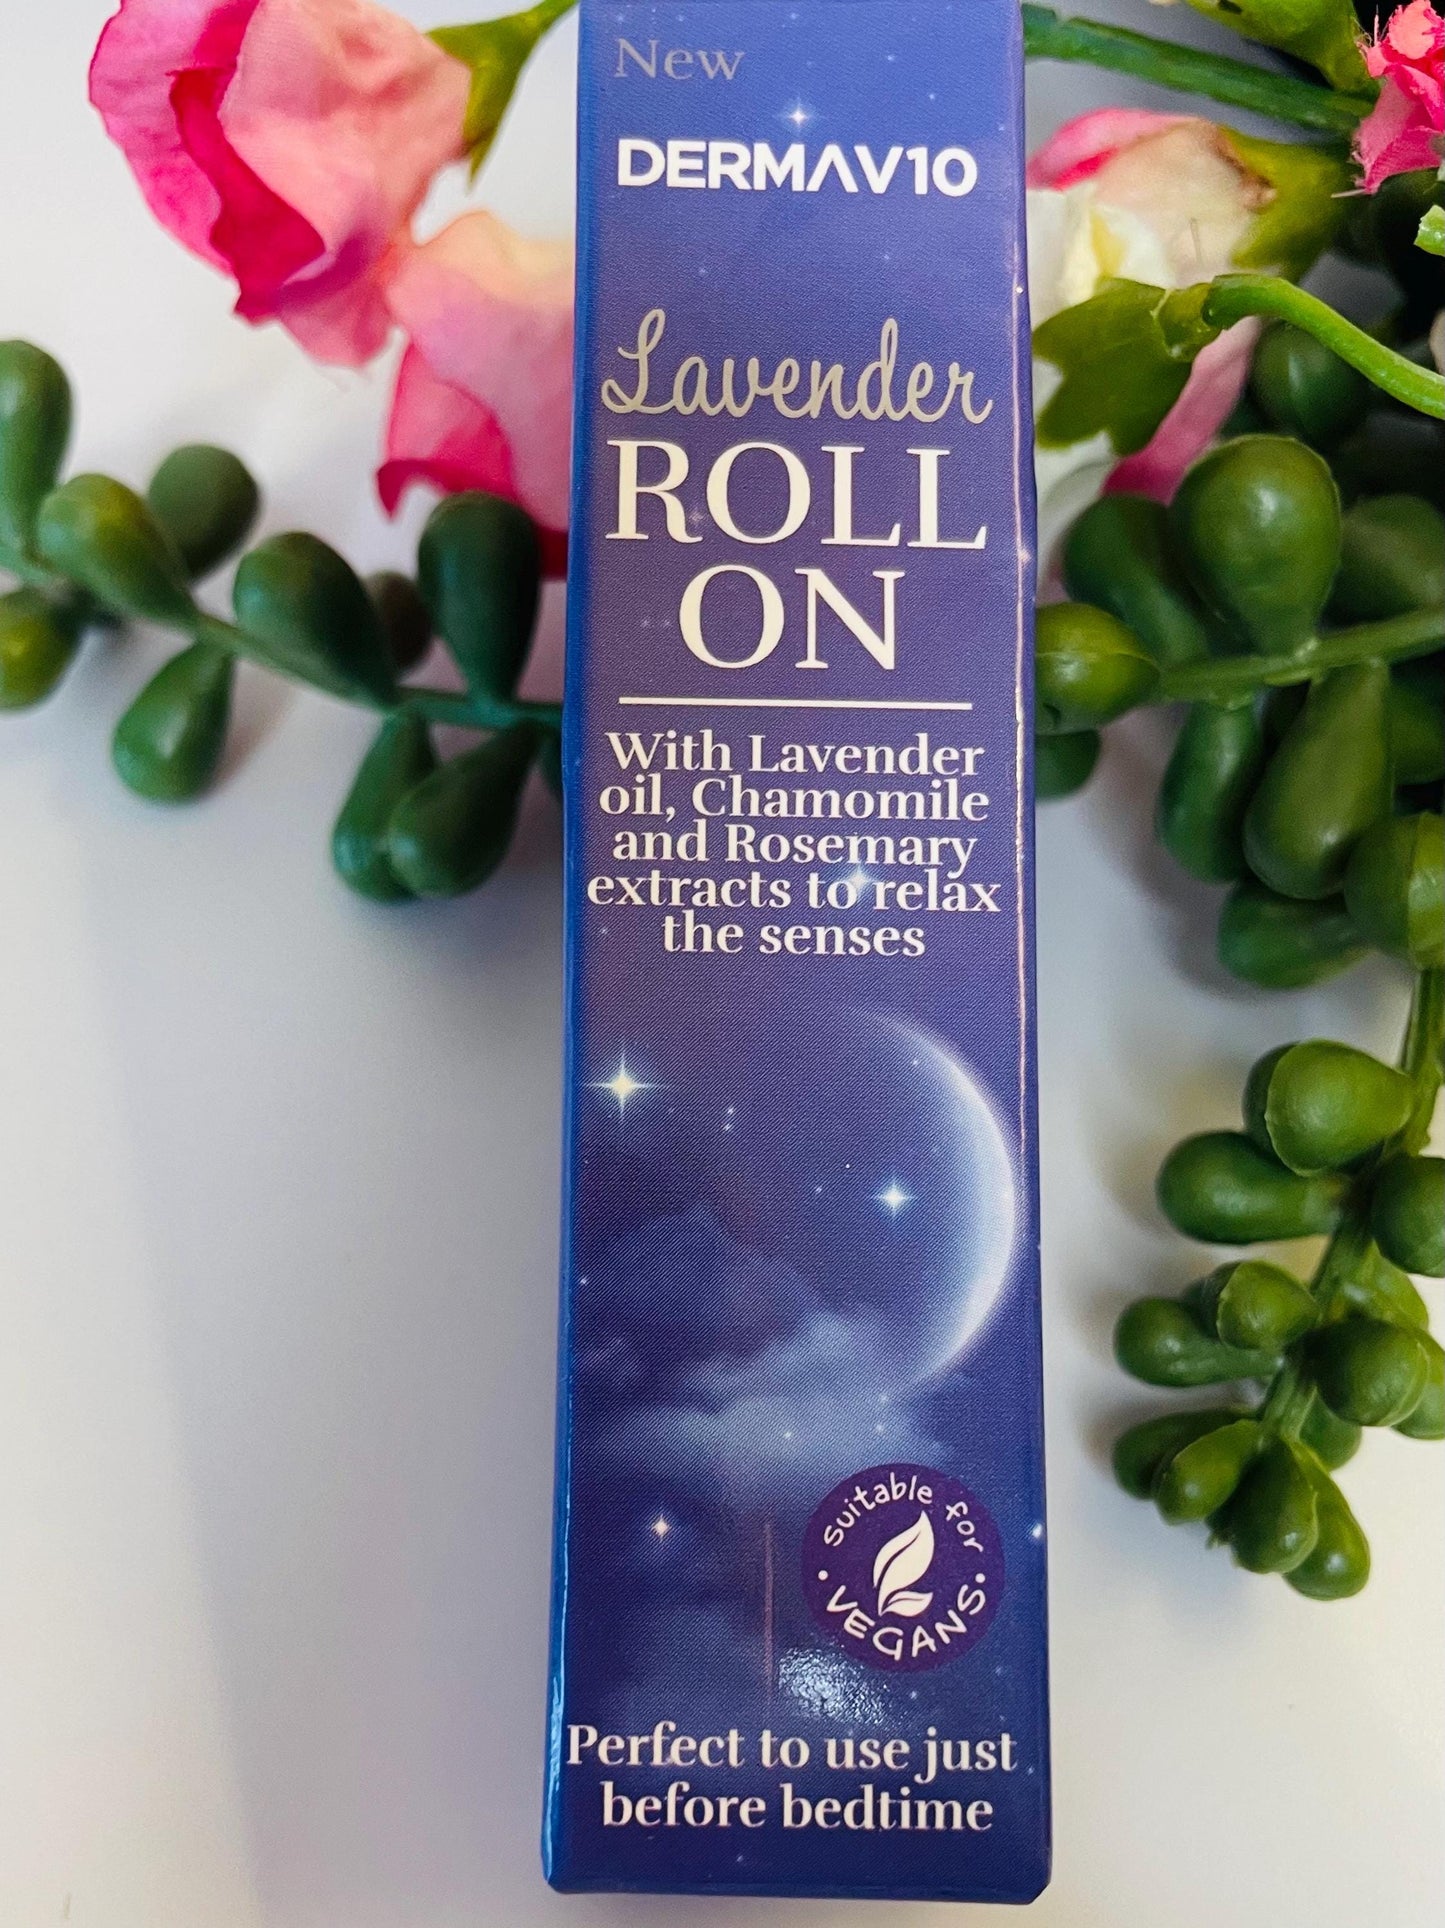 New
DERMAV10
Lavender
ROLL
ON
With Lavender
oil, Chamomile
and Rosemary
extracts to relax
the senses
Suitable for
VEGANS
Perfect to use just
before bedtime